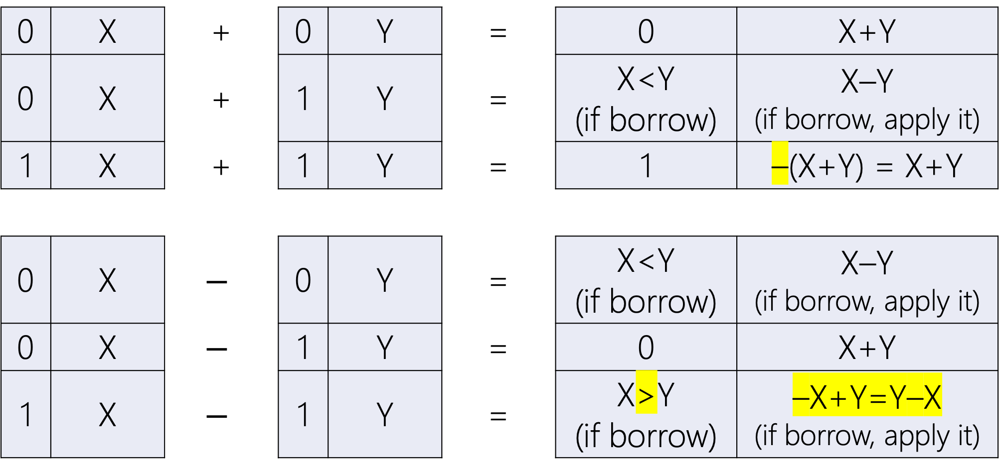 0 X + 0 Y = 0 X+Y
0 X + 1 Y = X<Y X–Y
(if borrow) (if borrow, apply it)
1 X + 1 Y = 1 –(X+Y) = X+Y
0 X – 0 Y = X<Y X–Y
(if borrow) (if borrow, apply it)
0 X – 1 Y = 0 X+Y
1 X – 1 Y = X>Y –X+Y=Y–X
(if borrow) (if borrow, apply it)